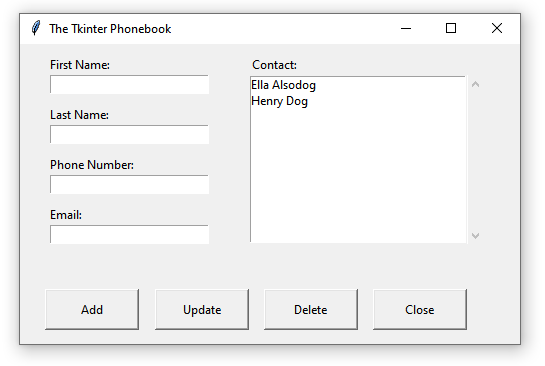 The Tkinter Phonebook
First Name:
Last Name:
Phone Number:
Email:
Contact:
Ella Alsodog
Henry Dog
Add
Update
Delete
Close